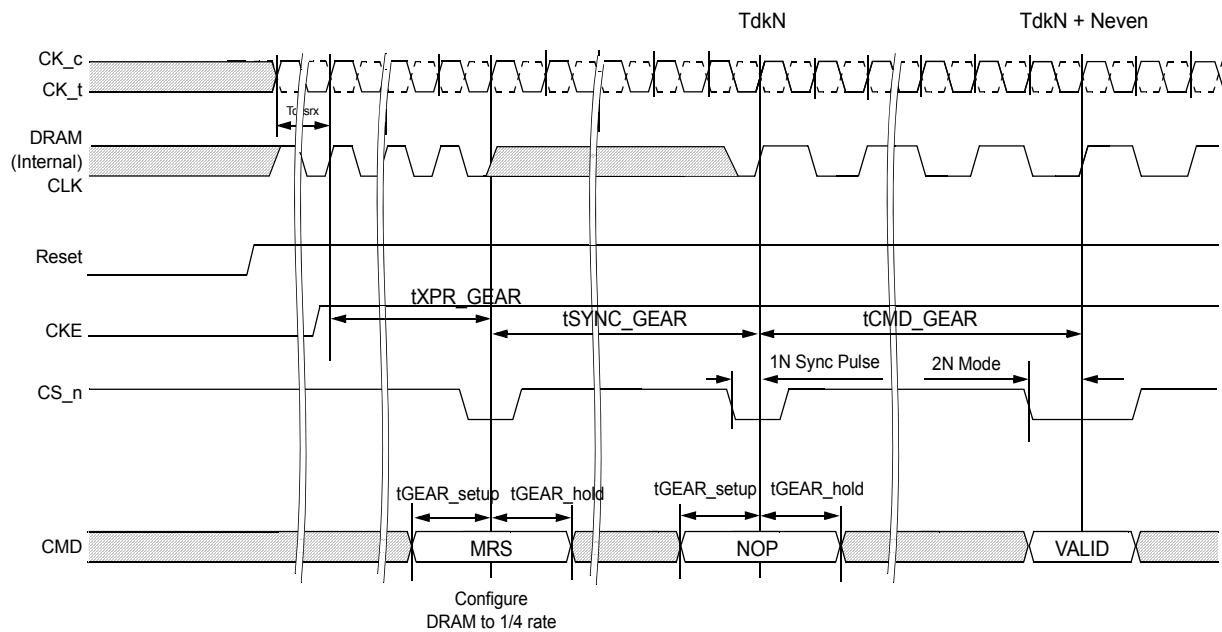 TdkN
TdkN + Neven
CK_c
CK_t
DRAM
(Internal)
CLK
Reset
tXPR_GEAR
CKE
tSYNC_GEAR
tCMD_GEAR
1N Sync Pulse
2N Mode
CS_n
tGEAR_setup
tGEAR_hold
tGEAR_setup
tGEAR_hold
CMD
MRS
NOP
VALID
Configure
DRAM to 1/4 rate